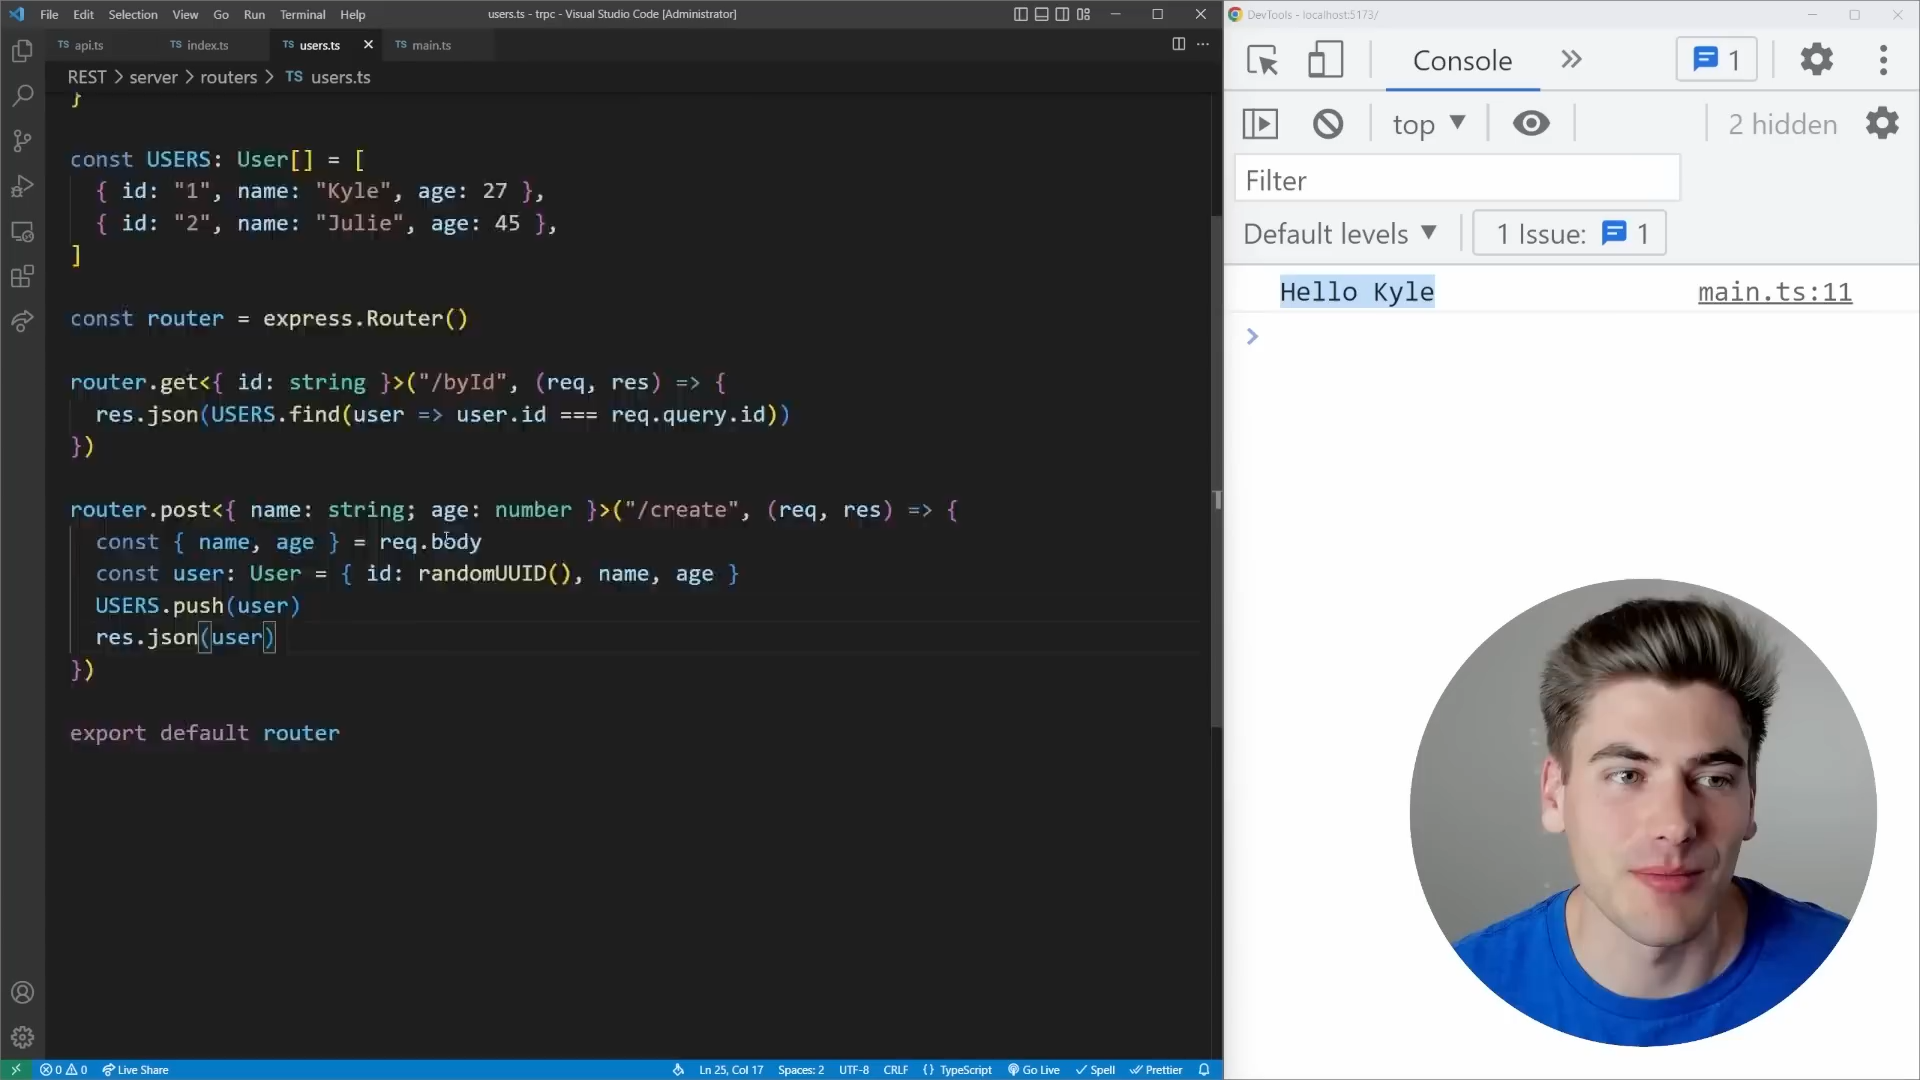 File Edit Selection View Go Run Terminal Help
users.ts - trpc - Visual Studio Code [Administrator]
TS api.ts
TS index.ts
TS users.ts
TS main.ts
REST > server > routers > TS users.ts
}
const USERS: User[] = [
{ id: "1", name: "Kyle", age: 27 },
{ id: "2", name: "Julie", age: 45 },
]
const router = express.Router()
router.get<{ id: string }>("/byId", (req, res) => {
res.json(USERS.find(user => user.id === req.query.id))
})
router.post<{ name: string; age: number }>("/create", (req, res) => {
const { name, age } = req.body
const user: User = { id: randomUUID(), name, age }
USERS.push(user)
res.json(user)
})
export default router
0 0 Live Share
Ln 25, Col 17 Spaces: 2 UTF-8 CRLF {} TypeScript Go Live Spell Prettier
DevTools - localhost:5173/
Console 1
top 2 hidden
Filter
Default levels 1 Issue: 1
Hello Kyle main.ts:11